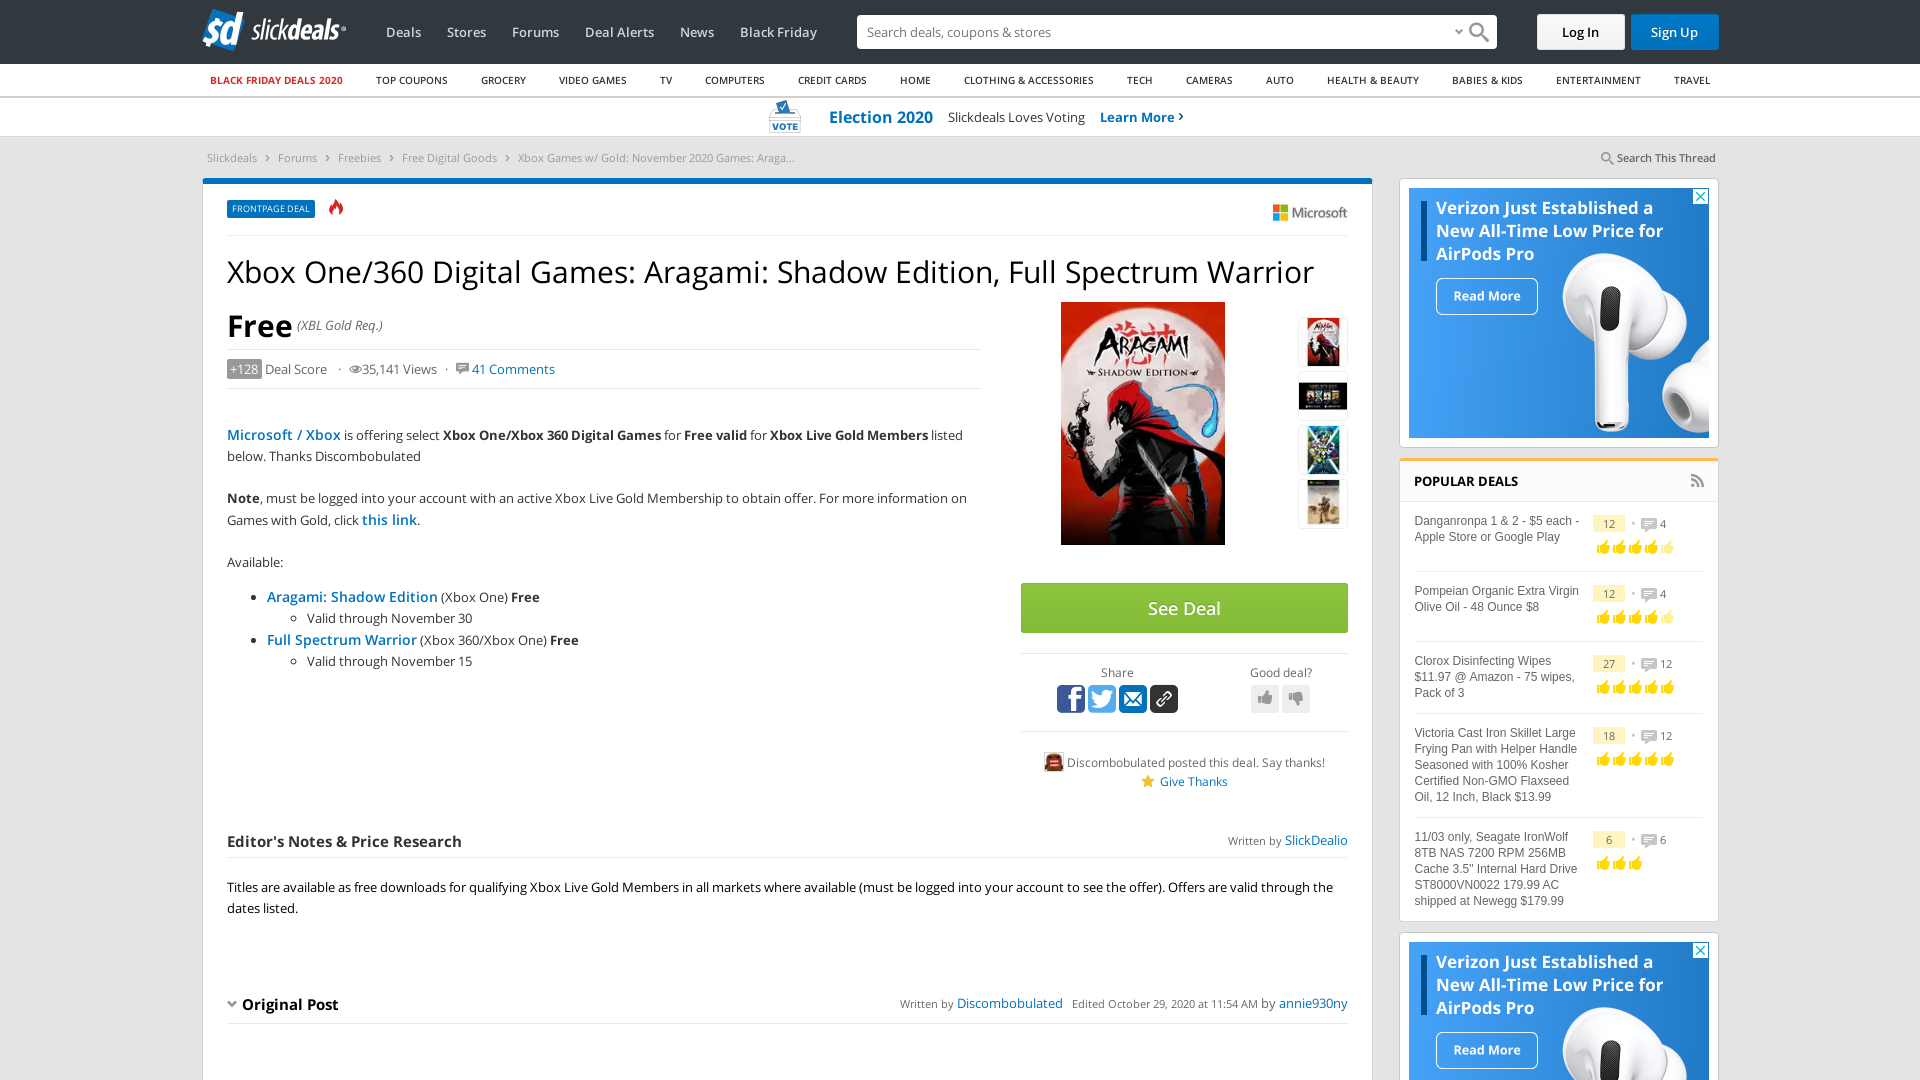 slickdeals
Deals Stores Forums Deal Alerts News Black Friday
Search deals, coupons & shopping
Log In
Sign Up
BLACK FRIDAY DEALS 2020 TOP COUPONS GROCERY VIDEO GAMES TV COMPUTERS CREDIT CARDS HOME CLOTHING & ACCESSORIES TECH CAMERAS AUTO HEALTH & BEAUTY BABIES & KIDS ENTERTAINMENT TRAVEL
VOTE Election 2020 Slickdeals Loves Voting Learn More
Slickdeals Forums Freebies Free Digital Goods Xbox Games w/ Gold: November 2020 Games: Araga...
Search This Thread
FRONTPAGE DEAL
Microsoft
Xbox One/360 Digital Games: Aragami: Shadow Edition, Full Spectrum Warrior
Free (XBL Gold Req.)
+128 Deal Score · 35,141 Views · 41 Comments
Microsoft / Xbox is offering select Xbox One/Xbox 360 Digital Games for Free valid for Xbox Live Gold Members listed
below. Thanks Discombobulated
Note, must be logged into your account with an active Xbox Live Gold Membership to obtain offer. For more information on
Games with Gold, click this link.
Available:
Aragami: Shadow Edition (Xbox One) Free
Valid through November 30
Full Spectrum Warrior (Xbox 360/Xbox One) Free
Valid through November 15
荒神
ARAGAMI
SHADOW EDITION
See Deal
Share
Good deal?
Discombobulated posted this deal. Say thanks!
Give Thanks
Editor's Notes & Price Research
Written by SlickDealio
Titles are available as free downloads for qualifying Xbox Live Gold Members in all markets where available (must be logged into your account to see the offer). Offers are valid through the
dates listed.
Original Post
Written by Discombobulated Edited October 29, 2020 at 11:54 AM by annie930ny
Verizon Just Established a
New All-Time Low Price for
AirPods Pro
Read More
POPULAR DEALS
Danganronpa 1 & 2 - $5 each -
Apple Store or Google Play
12 • 4
Pompeian Organic Extra Virgin
Olive Oil - 48 Ounce $8
12 • 4
Clorox Disinfecting Wipes
$11.97 @ Amazon - 75 wipes,
Pack of 3
27 • 12
Victoria Cast Iron Skillet Large
Frying Pan with Helper Handle
Seasoned with 100% Kosher
Certified Non-GMO Flaxseed
Oil, 12 Inch, Black $13.99
18 • 12
11/03 only, Seagate IronWolf
8TB NAS 7200 RPM 256MB
Cache 3.5" Internal Hard Drive
ST8000VN0022 179.99 AC
shipped at Newegg $179.99
6 • 6
Verizon Just Established a
New All-Time Low Price for
AirPods Pro
Read More